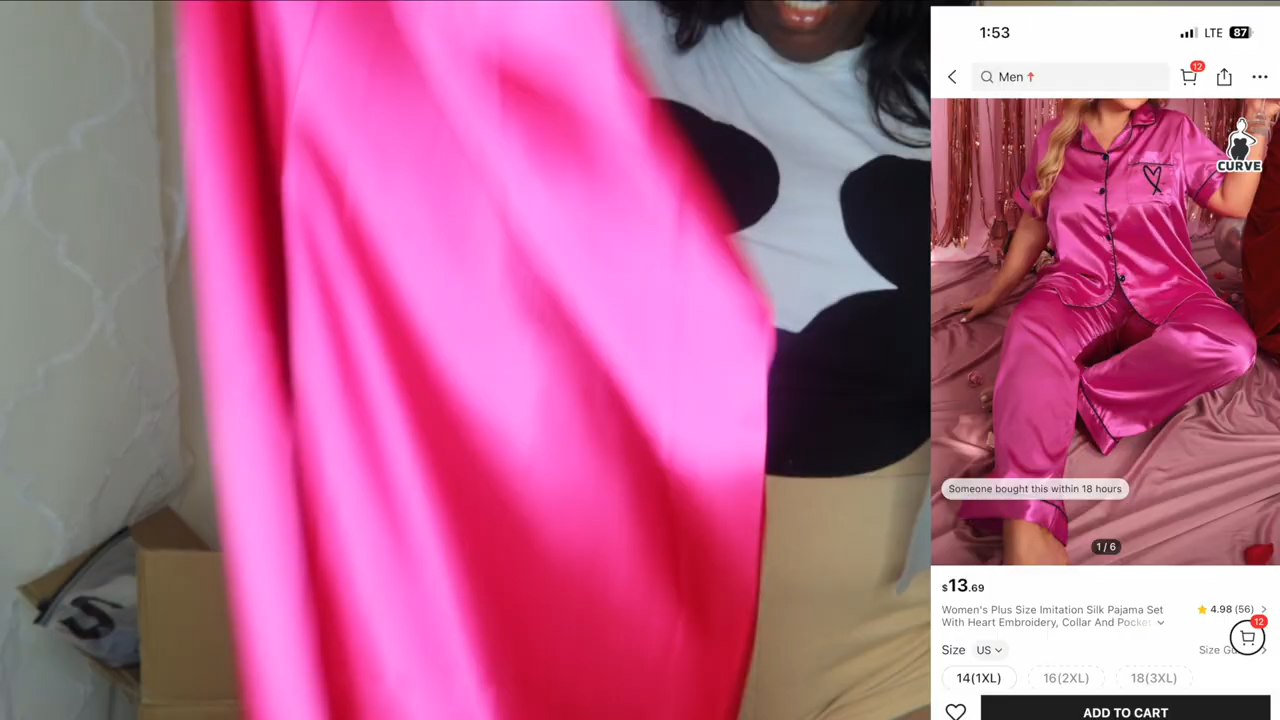 1:53
LTE 87
Men ↑
12
CURVE
Someone bought this within 18 hours
1 / 6
$13.69
Women's Plus Size Imitation Silk Pajama Set
With Heart Embroidery, Collar And Pocket
4.98 (56)
12
Size US
Size Gu
14(1XL)
16(2XL)
18(3XL)
ADD TO CART
S